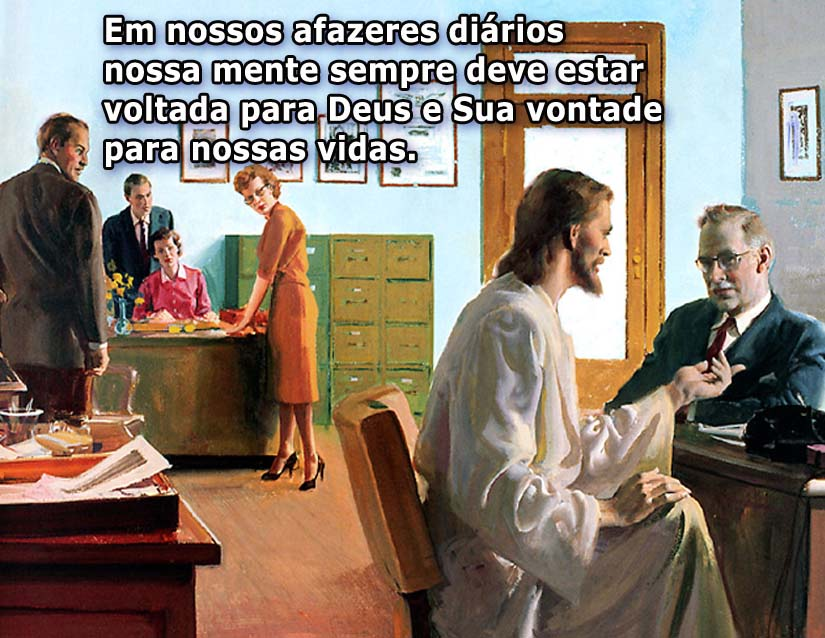 Em nossos afazeres diários
nossa mente sempre deve estar
voltada para Deus e Sua vontade
para nossas vidas.